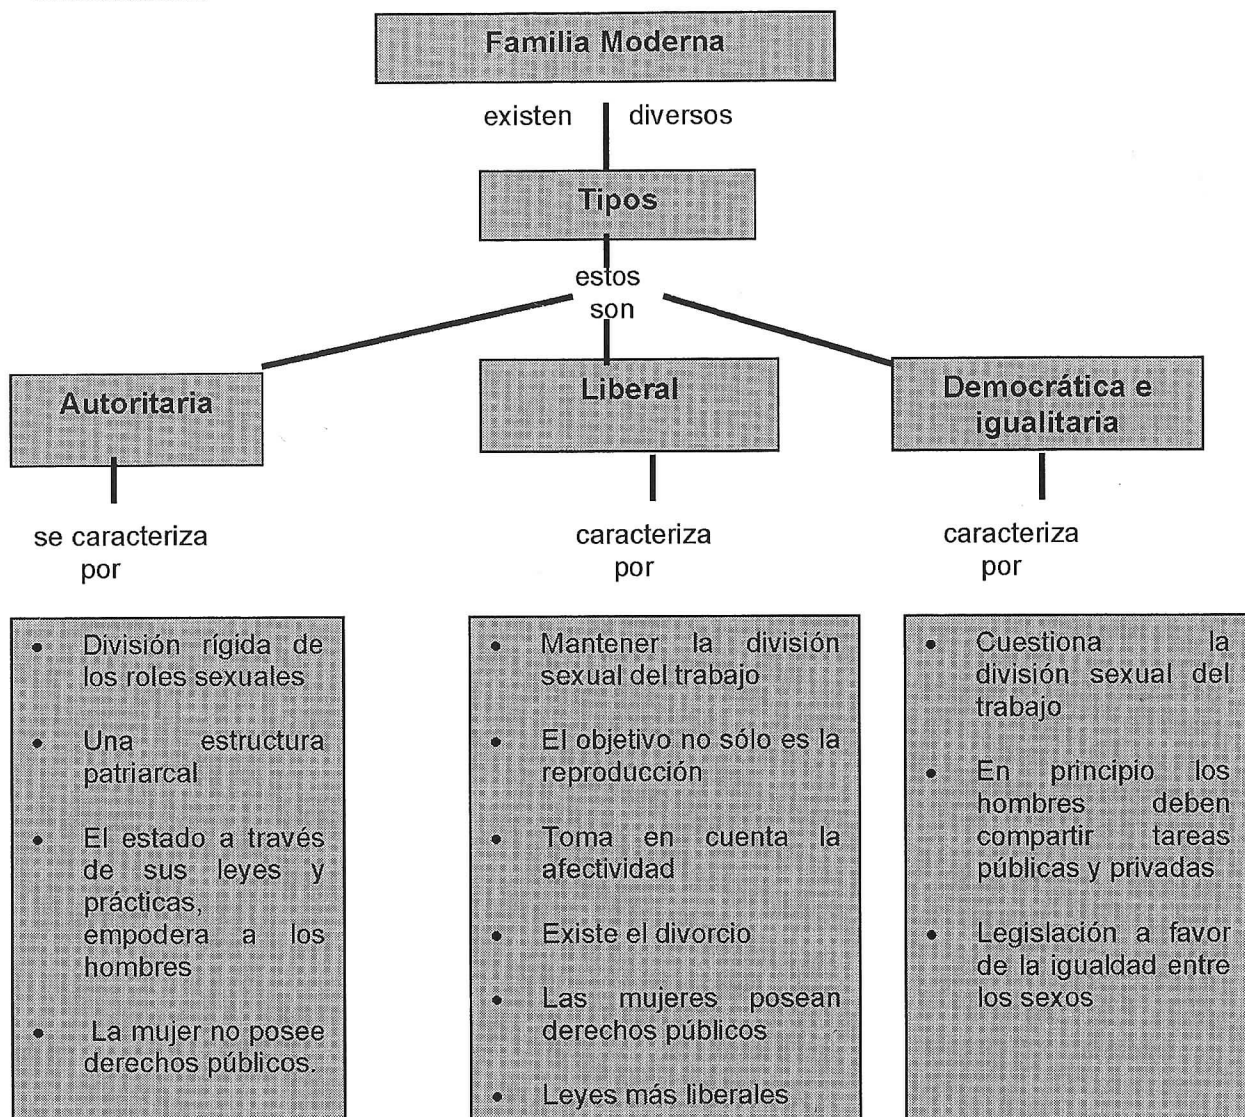 Familia Moderna
existen diversos
Tipos
estos
son
Autoritaria
Liberal
Democrática e
igualitaria
se caracteriza
por
caracteriza
por
caracteriza
por
• División rígida de
los roles sexuales
• Una estructura
patriarcal
• El estado a través
de sus leyes y
prácticas,
empodera a los
hombres
• La mujer no posee
derechos públicos.
• Mantener la división
sexual del trabajo
• El objetivo no sólo es la
reproducción
• Toma en cuenta la
afectividad
• Existe el divorcio
• Las mujeres posean
derechos públicos
• Leyes más liberales
• Cuestiona la
división sexual del
trabajo
• En principio los
hombres deben
compartir tareas
públicas y privadas
• Legislación a favor
de la igualdad entre
los sexos